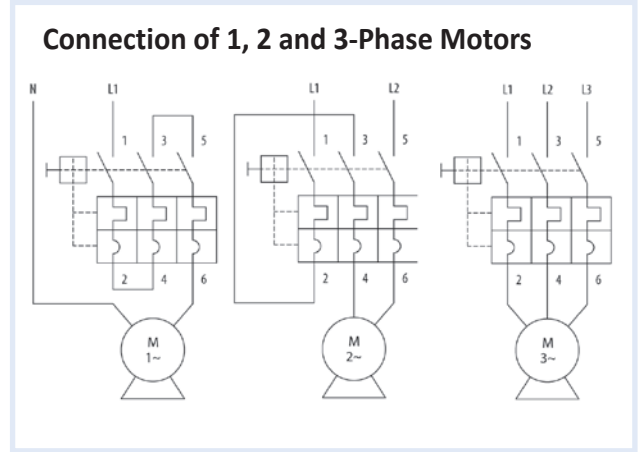 Connection of 1, 2 and 3-Phase Motors
N L1
1 3 5
2 4 6
M
1~
L1 L2
1 3 5
2 4 6
M
2~
L1 L2 L3
1 3 5
2 4 6
M
3~